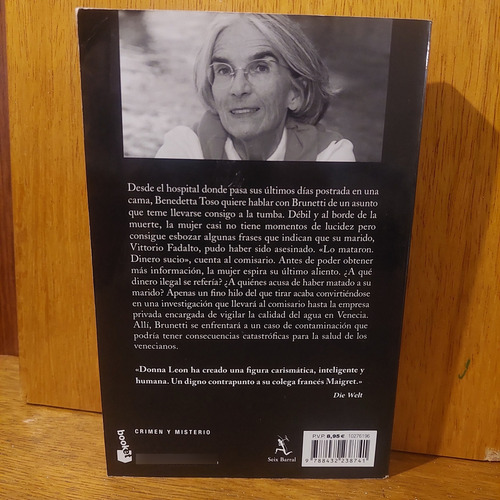 Desde el hospital donde pasa sus últimos días postrada en una
cama, Benedetta Toso quiere hablar con Brunetti de un asunto
que teme llevarse consigo a la tumba. Débil y al borde de la
muerte, la mujer casi no tiene momentos de lucidez pero
consigue esbozar algunas frases que indican que su marido,
Vittorio Fadalto, pudo haber sido asesinado. «Lo mataron.
Dinero sucio», cuenta al comisario. Antes de poder obtener
más información, la mujer espira su último aliento. ¿A qué
dinero ilegal se refería? ¿A quiénes acusa de haber matado a su
marido? Apenas un fino hilo del que tirar acaba convirtiéndose
en una investigación que llevará al comisario hasta la empresa
privada encargada de vigilar la calidad del agua en Venecia.
Allí, Brunetti se enfrentará a un caso de contaminación que
podría tener consecuencias catastróficas para la salud de los
venecianos.
«Donna Leon ha creado una figura carismática, inteligente y
humana. Un digno contrapunto a su colega francés Maigret.»
Die Welt
booket
CRIMEN Y MISTERIO
Seix Barral
P.V.P. 8,95 € 10276196
9 788432 238741